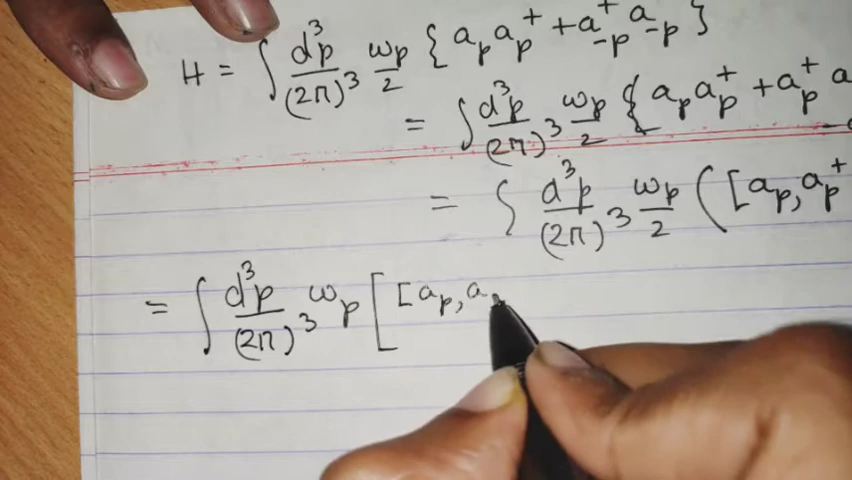 H = ∫ d³p/(2π)³ ωp/2 { aₚ aₚ⁺ + a₋ₚ⁺ a₋ₚ }
= ∫ d³p/(2π)³ ωp/2 { aₚ aₚ⁺ + aₚ⁺ a
= ∫ d³p/(2π)³ ωp/2 ( [aₚ, aₚ⁺
= ∫ d³p/(2π)³ ωp [ [aₚ, a